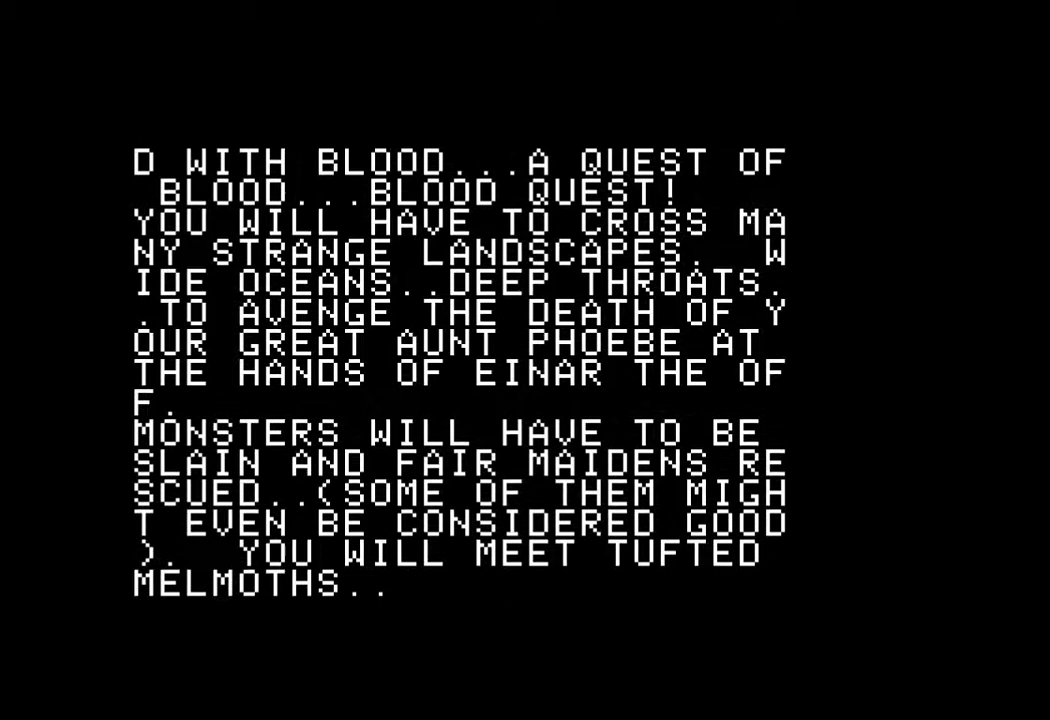 D WITH BLOOD...A QUEST OF
 BLOOD...BLOOD QUEST!
YOU WILL HAVE TO CROSS MA
NY STRANGE LANDSCAPES.  W
IDE OCEANS..DEEP THROATS.
.TO AVENGE THE DEATH OF Y
OUR GREAT AUNT PHOEBE AT
THE HANDS OF EINAR THE OF
F.
MONSTERS WILL HAVE TO BE
SLAIN AND FAIR MAIDENS RE
SCUED..(SOME OF THEM MIGH
T EVEN BE CONSIDERED GOOD
).  YOU WILL MEET TUFTED
MELMOTHS..